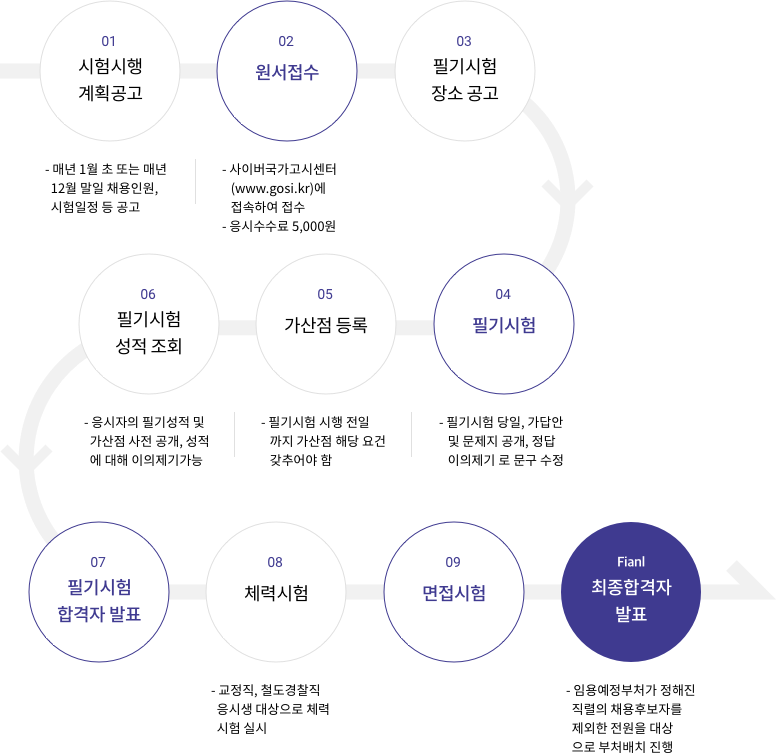 01
시험시행
계획공고
02
원서접수
03
필기시험
장소 공고
- 매년 1월 초 또는 매년
12월 말일 채용인원,
시험일정 등 공고
- 사이버국가고시센터
(www.gosi.kr)에
접속하여 접수
- 응시수수료 5,000원
06
필기시험
성적 조회
05
가산점 등록
04
필기시험
- 응시자의 필기성적 및
가산점 사전 공개, 성적
에 대해 이의제기가능
- 필기시험 시행 전일
까지 가산점 해당 요건
갖추어야 함
- 필기시험 당일, 가답안
및 문제지 공개, 정답
이의제기 로 문구 수정
07
필기시험
합격자 발표
08
체력시험
09
면접시험
Fianl
최종합격자
발표
- 교정직, 철도경찰직
응시생 대상으로 체력
시험 실시
- 임용예정부처가 정해진
직렬의 채용후보자를
제외한 전원을 대상
으로 부처배치 진행